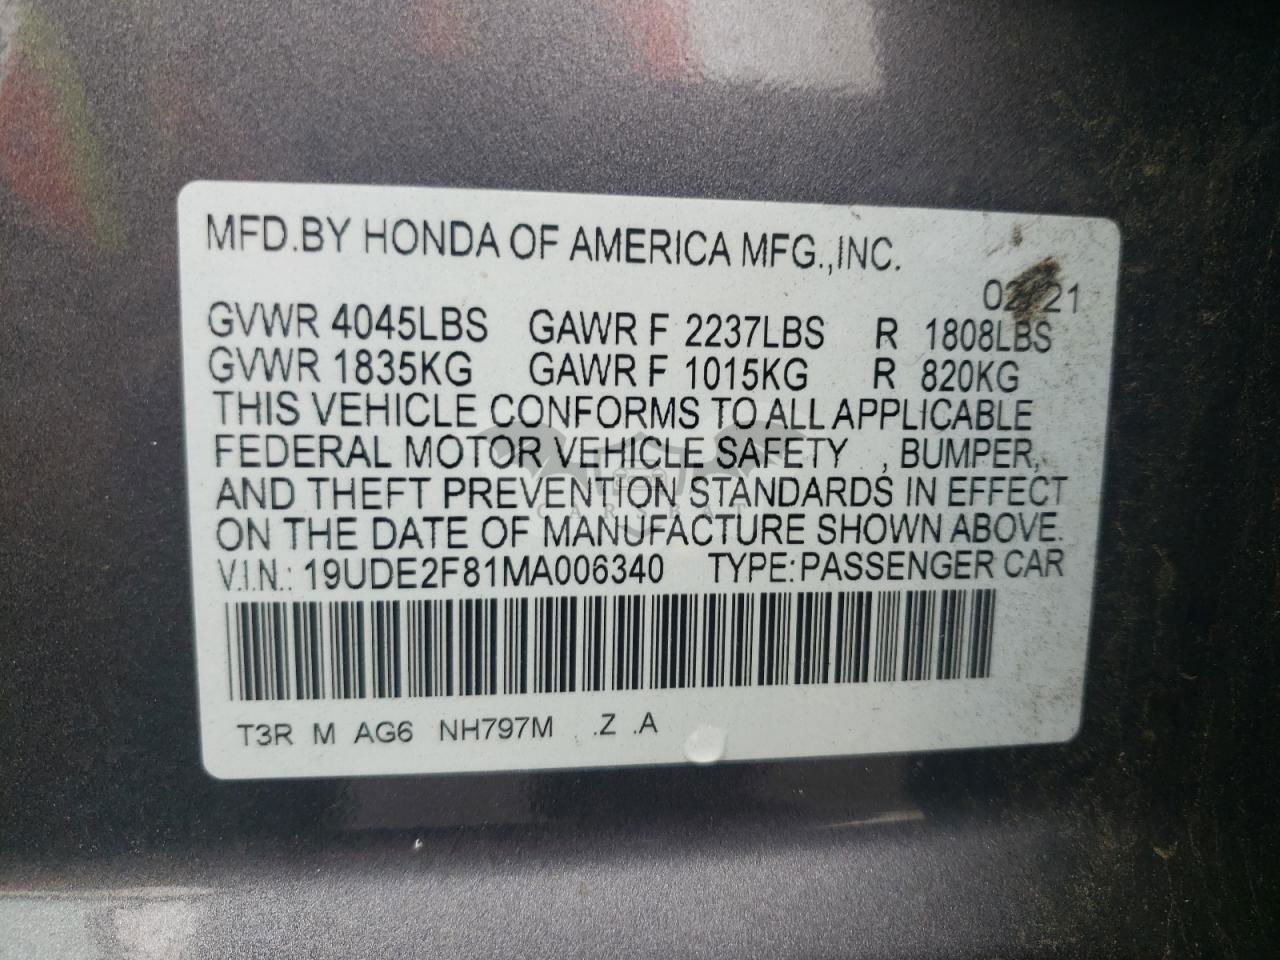 MFD.BY HONDA OF AMERICA MFG.,INC.
02/21
GVWR 4045LBS GAWR F 2237LBS R 1808LBS
GVWR 1835KG GAWR F 1015KG R 820KG
THIS VEHICLE CONFORMS TO ALL APPLICABLE
FEDERAL MOTOR VEHICLE SAFETY , BUMPER,
AND THEFT PREVENTION STANDARDS IN EFFECT
CARSBAT
ON THE DATE OF MANUFACTURE SHOWN ABOVE.
V.I.N.: 19UDE2F81MA006340 TYPE:PASSENGER CAR
T3R M AG6 NH797M .Z .A